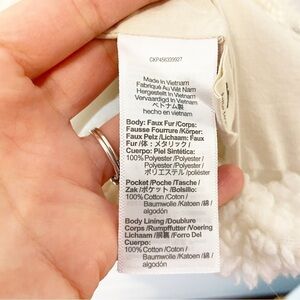 CKP456339927
Made In Vietnam
Fabriqué Au Viêt Nam
Hergestellt In Vietnam
Vervaardigd In Vietnam
ベトナム製
hecho en vietnam
Body: Faux Fur /Corps:
Fausse Fourrure /Körper:
Faux Pelz /Lichaam: Faux
Fur /体：メタリック /
Cuerpo: Piel Sintética:
100% Polyester /Polyester /
Polyester /Polyester /
ポリエステル /poliéster
Pocket /Poche /Tasche /
Zak /ポケット /Bolsillo:
100% Cotton /Coton /
Baumwolle /Katoen /綿 /
algodón
Body Lining /Doublure
Corps /Rumpffutter /Voering
Lichaam /胴裏 /Forro Del
Cuerpo:
100% Cotton /Coton /
Baumwolle /Katoen /綿 /
algodón